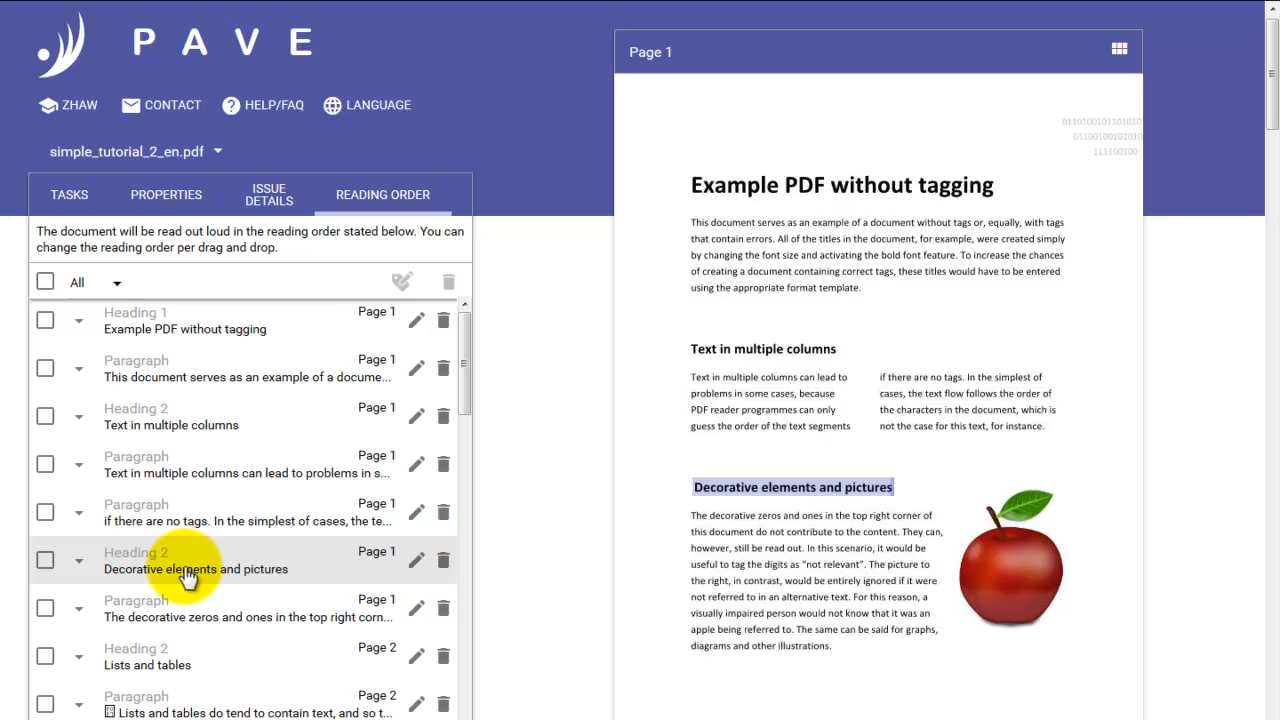 P A V E
ZHAW
CONTACT
HELP/FAQ
LANGUAGE
simple_tutorial_2_en.pdf
TASKS
PROPERTIES
ISSUE
DETAILS
READING ORDER
The document will be read out loud in the reading order stated below. You can
change the reading order per drag and drop.
All
Heading 1
Page 1
Example PDF without tagging
Paragraph
Page 1
This document serves as an example of a docume...
Heading 2
Page 1
Text in multiple columns
Paragraph
Page 1
Text in multiple columns can lead to problems in s...
Paragraph
Page 1
if there are no tags. In the simplest of cases, the te...
Heading 2
Page 1
Decorative elements and pictures
Paragraph
Page 1
The decorative zeros and ones in the top right corn...
Heading 2
Page 2
Lists and tables
Paragraph
Page 2
Lists and tables do tend to contain text, and so t...
Page 1
0110100101101010
01100100101010
111100100
Example PDF without tagging
This document serves as an example of a document without tags or, equally, with tags
that contain errors. All of the titles in the document, for example, were created simply
by changing the font size and activating the bold font feature. To increase the chances
of creating a document containing correct tags, these titles would have to be entered
using the appropriate format template.
Text in multiple columns
Text in multiple columns can lead to
problems in some cases, because
PDF reader programmes can only
guess the order of the text segments
if there are no tags. In the simplest of
cases, the text flow follows the order of
the characters in the document, which is
not the case for this text, for instance.
Decorative elements and pictures
The decorative zeros and ones in the top right corner of
this document do not contribute to the content. They can,
however, still be read out. In this scenario, it would be
useful to tag the digits as “not relevant”. The picture to
the right, in contrast, would be entirely ignored if it were
not referred to in an alternative text. For this reason, a
visually impaired person would not know that it was an
apple being referred to. The same can be said for graphs,
diagrams and other illustrations.